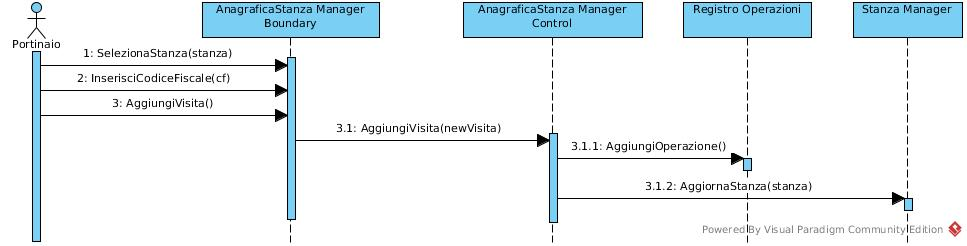 AnagraficaStanza Manager
Boundary
AnagraficaStanza Manager
Control
Registro Operazioni
Stanza Manager
Portinaio
1: SelezionaStanza(stanza)
2: InserisciCodiceFiscale(cf)
3: AggiungiVisita()
3.1: AggiungiVisita(newVisita)
3.1.1: AggiungiOperazione()
3.1.2: AggiornaStanza(stanza)
Powered By Visual Paradigm Community Edition